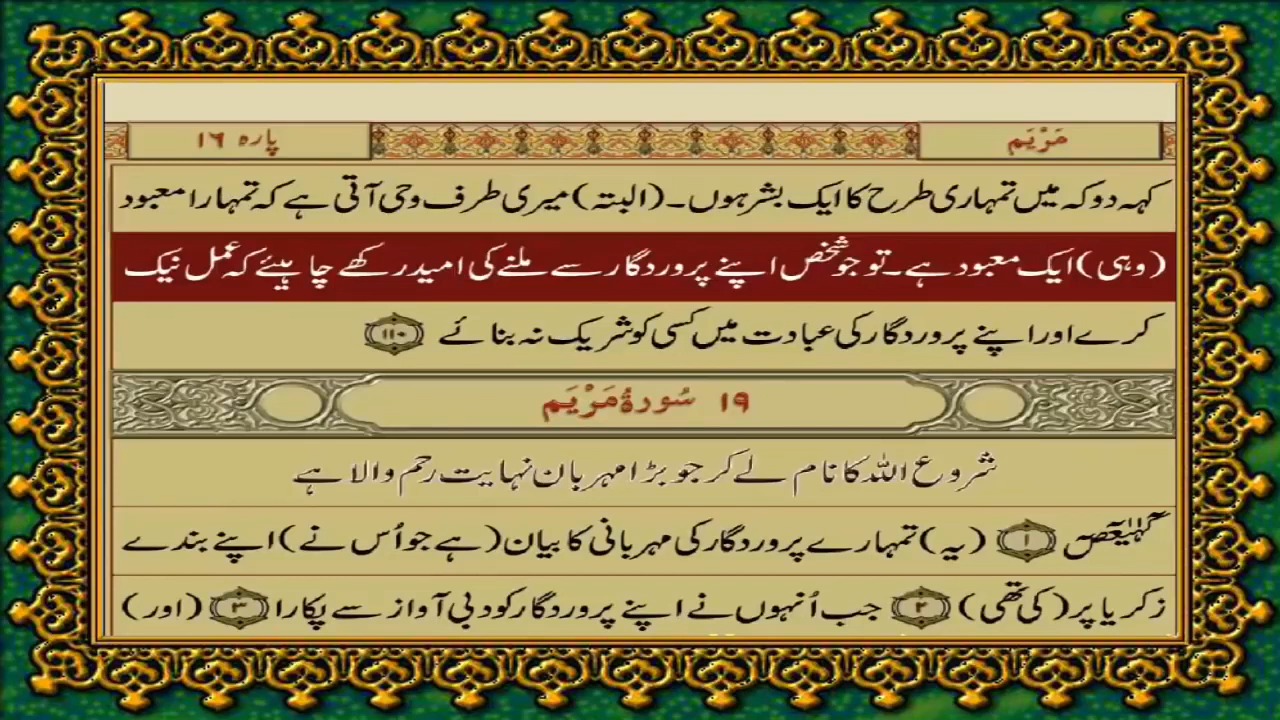 مَرْیَم
پارہ ۱۶
کہہ دو کہ میں تمہاری طرح کا ایک بشر ہوں۔ (البتہ) میری طرف وحی آتی ہے کہ تمہارا معبود
(وہی) ایک معبود ہے۔ تو جو شخص اپنے پروردگار سے ملنے کی امید رکھے چاہیئے کہ عمل نیک
کرے اور اپنے پروردگار کی عبادت میں کسی کو شریک نہ بنائے ۱۱۰
۱۹ سُورۃُ مَرْیَم
شروع اللہ کا نام لے کر جو بڑا مہربان نہایت رحم والا ہے
کۤہٰیٰعۤصۤ ۱ (یہ) تمہارے پروردگار کی مہربانی کا بیان (ہے جو اُس نے) اپنے بندے
زکریا پر (کی تھی) ۲ جب اُنہوں نے اپنے پروردگار کو دبی آواز سے پکارا ۳ (اور)